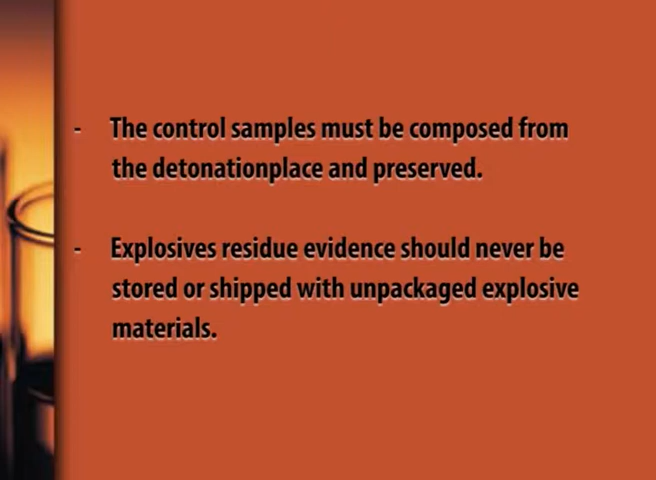 - The control samples must be composed from
the detonationplace and preserved.
- Explosives residue evidence should never be
stored or shipped with unpackaged explosive
materials.